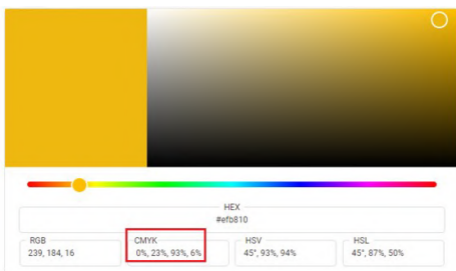 HEX
#efb810
RGB
239, 184, 16
CMYK
0%, 23%, 93%, 6%
HSV
45°, 93%, 94%
HSL
45°, 87%, 50%